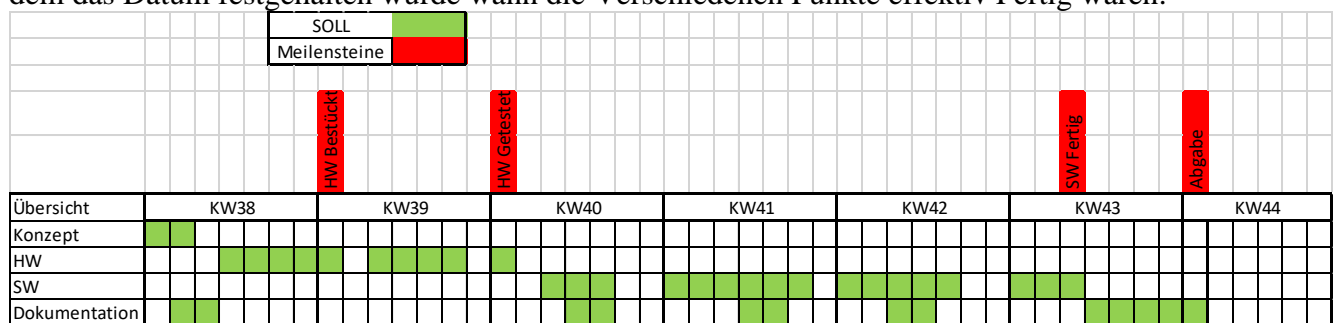 dem das Datum festgehalten wurde wann die Verschiedenen Punkte effektiv Fertig waren.
SOLL
Meilensteine
HW Bestückt
HW Getestet
SW Fertig
Abgabe
Übersicht KW38 KW39 KW40 KW41 KW42 KW43 KW44
Konzept
HW
SW
Dokumentation